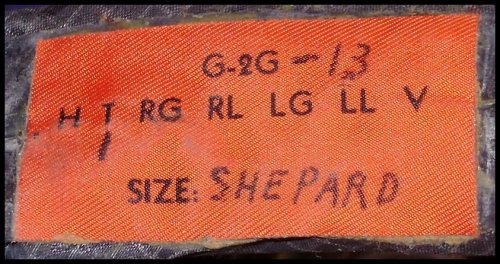 G-2G-13
H T RG RL LG LL V
1
SIZE: SHEPARD